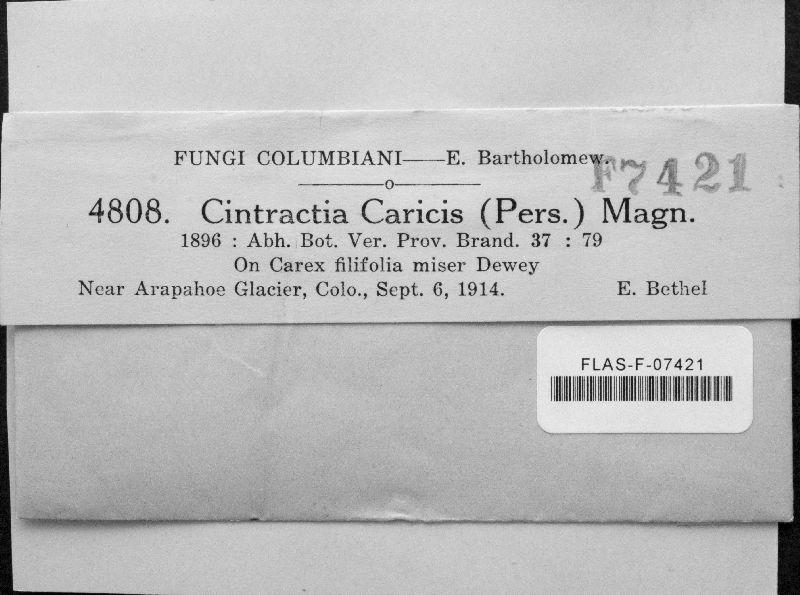 FUNGI COLUMBIANI——E. Bartholomew.
F7421
4808. Cintractia Caricis (Pers.) Magn.
1896 : Abh. Bot. Ver. Prov. Brand. 37 : 79
On Carex filifolia miser Dewey
Near Arapahoe Glacier, Colo., Sept. 6, 1914. E. Bethel
FLAS-F-07421